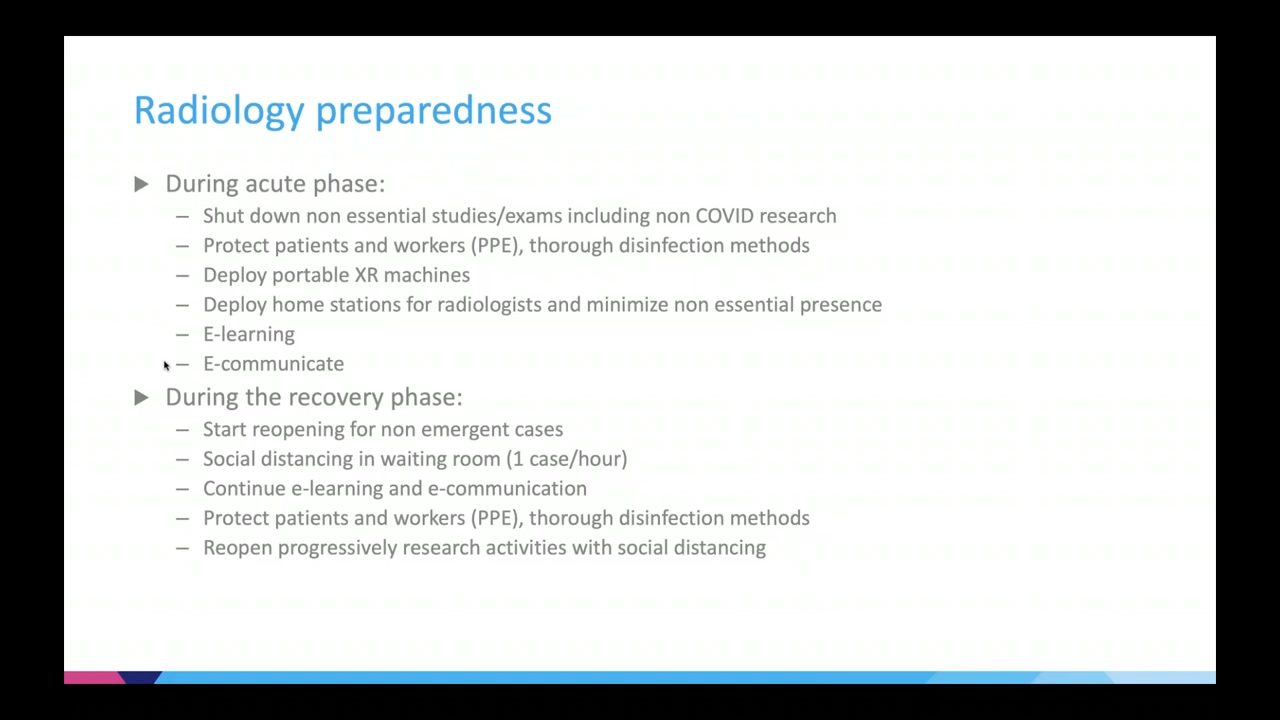 Radiology preparedness
▶ During acute phase:
– Shut down non essential studies/exams including non COVID research
– Protect patients and workers (PPE), thorough disinfection methods
– Deploy portable XR machines
– Deploy home stations for radiologists and minimize non essential presence
– E-learning
– E-communicate
▶ During the recovery phase:
– Start reopening for non emergent cases
– Social distancing in waiting room (1 case/hour)
– Continue e-learning and e-communication
– Protect patients and workers (PPE), thorough disinfection methods
– Reopen progressively research activities with social distancing